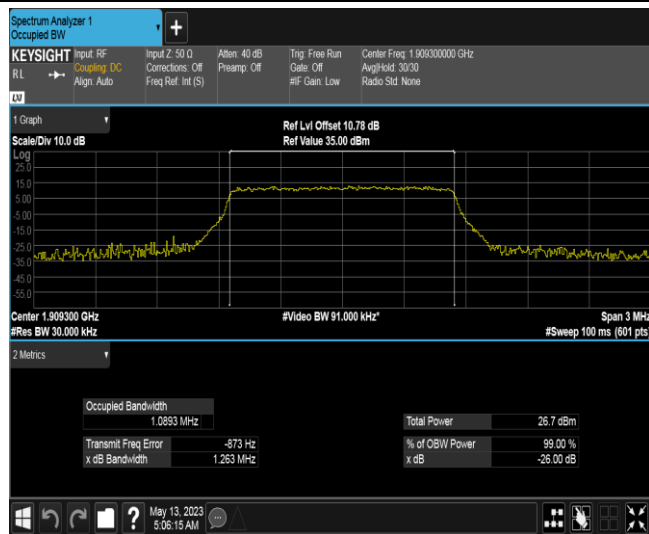 Spectrum Analyzer 1
Occupied BW
+
KEYSIGHT Input: RF Input Z: 50 Ω Atten: 40 dB Trig: Free Run Center Freq: 1.909300000 GHz
RL Coupling: DC Corrections: Off Preamp: Off Gate: Off Avg|Hold: 30/30
Align: Auto Freq Ref: Int (S) #IF Gain: Low Radio Std: None
LXI
1 Graph
Ref Lvl Offset 10.78 dB
Scale/Div 10.0 dB Ref Value 35.00 dBm
Log
25.0
15.0
5.00
-5.00
-15.0
-25.0
-35.0
-45.0
-55.0
Center 1.909300 GHz #Video BW 91.000 kHz* Span 3 MHz
#Res BW 30.000 kHz #Sweep 100 ms (601 pts)
2 Metrics
Occupied Bandwidth
1.0893 MHz Total Power 26.7 dBm
Transmit Freq Error -873 Hz % of OBW Power 99.00 %
x dB Bandwidth 1.263 MHz x dB -26.00 dB
? May 13, 2023
5:06:15 AM